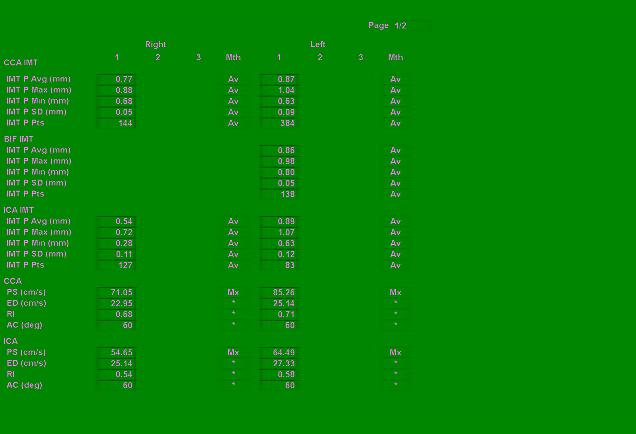 Page 1/2
Right Left
1 2 3 Mth 1 2 3 Mth
CCA IMT
IMT P Avg (mm) 0.77 Av 0.87 Av
IMT P Max (mm) 0.88 Av 1.04 Av
IMT P Min (mm) 0.68 Av 0.63 Av
IMT P SD (mm) 0.05 Av 0.09 Av
IMT P Pts 144 Av 384 Av
BIF IMT
IMT P Avg (mm) 0.86 Av
IMT P Max (mm) 0.98 Av
IMT P Min (mm) 0.80 Av
IMT P SD (mm) 0.05 Av
IMT P Pts 138 Av
ICA IMT
IMT P Avg (mm) 0.54 Av 0.89 Av
IMT P Max (mm) 0.72 Av 1.07 Av
IMT P Min (mm) 0.28 Av 0.63 Av
IMT P SD (mm) 0.11 Av 0.12 Av
IMT P Pts 127 Av 83 Av
CCA
PS (cm/s) 71.05 Mx 85.26 Mx
ED (cm/s) 22.95 * 25.14 *
RI 0.68 * 0.71 *
AC (deg) 60 * 60 *
ICA
PS (cm/s) 54.65 Mx 64.49 Mx
ED (cm/s) 25.14 * 27.33 *
RI 0.54 * 0.58 *
AC (deg) 60 * 60 *